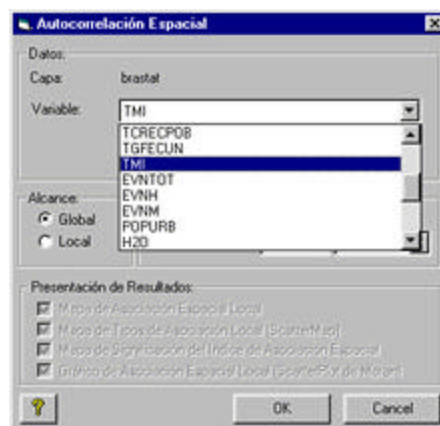 Autocorrelación Espacial
Datos:
Capa: brastat
Variable: TMI
TCRECPOB
TGFECUN
TMI
EVNTOT
EVNH
EVNM
POPURB
H2O
Alcance:
Global
Local
Presentación de Resultados:
Mapa de Asociación Espacial Local
Mapa de Tipos de Asociación Local (ScatterMap)
Mapa de Significación del Indice de Asociación Espacial
Gráfico de Asociación Espacial Local (ScatterPlot de Moran)
OK Cancel